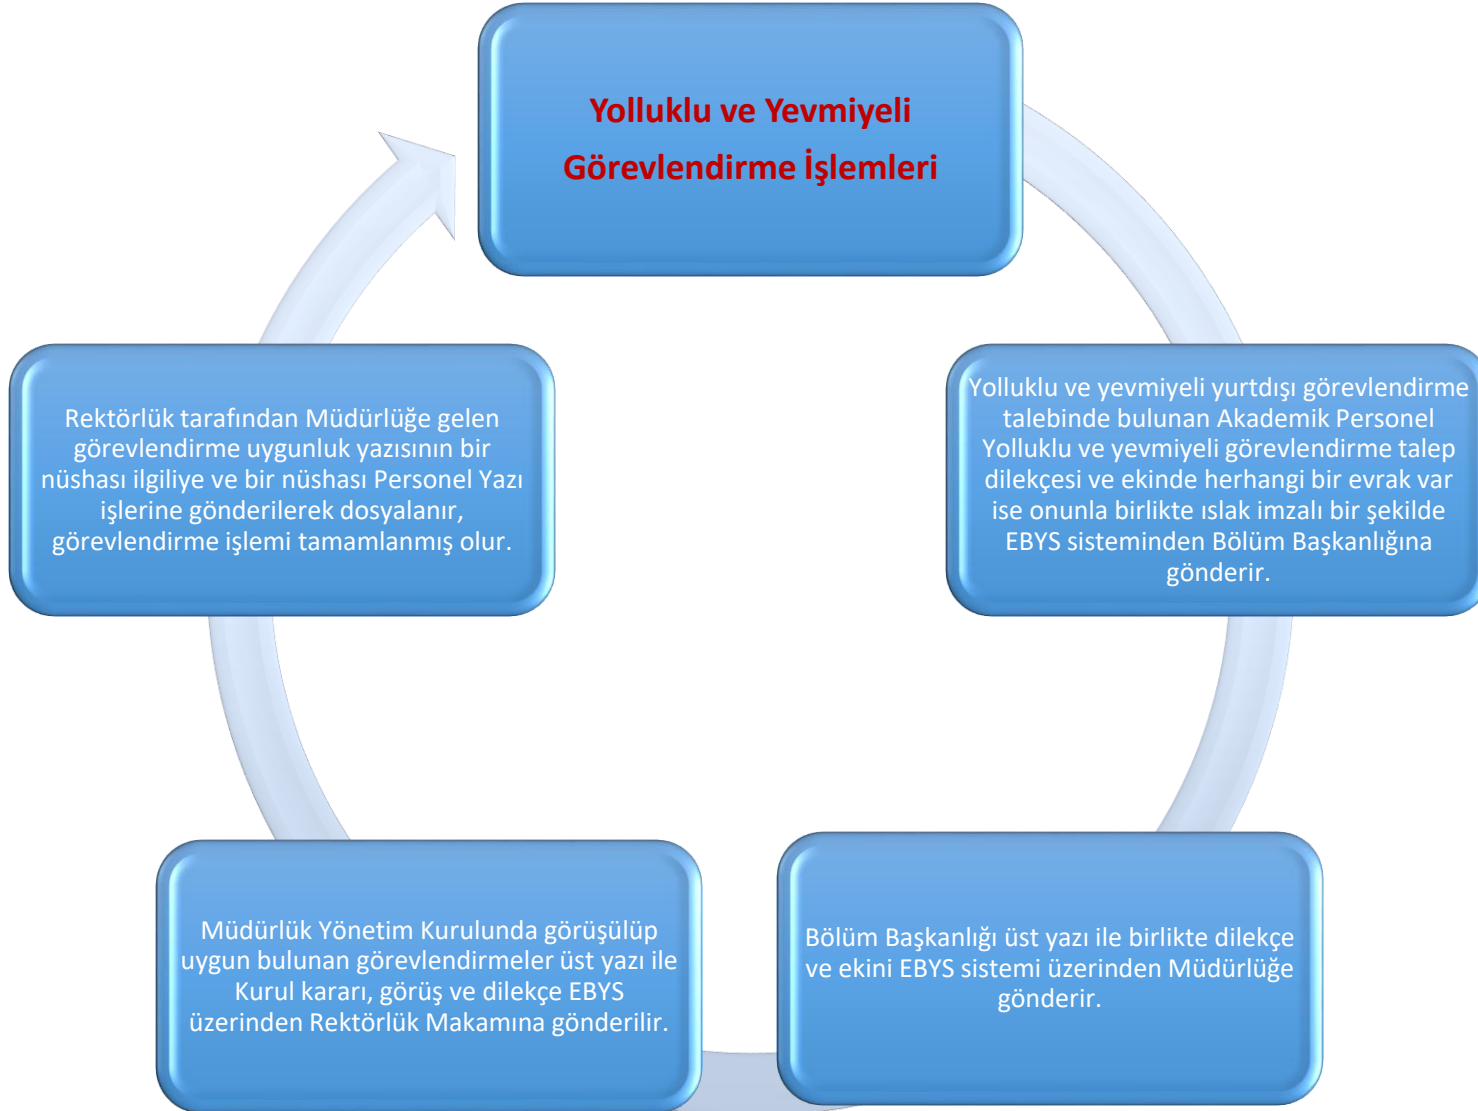 Yolluklu ve Yevmiyeli
Görevlendirme İşlemleri
Yolluklu ve yevmiyeli yurtdışı görevlendirme
talebinde bulunan Akademik Personel
Yolluklu ve yevmiyeli görevlendirme talep
dilekçesi ve ekinde herhangi bir evrak var
ise onunla birlikte ıslak imzalı bir şekilde
EBYS sisteminden Bölüm Başkanlığına
gönderir.
Bölüm Başkanlığı üst yazı ile birlikte dilekçe
ve ekini EBYS sistemi üzerinden Müdürlüğe
gönderir.
Müdürlük Yönetim Kurulunda görüşülüp
uygun bulunan görevlendirmeler üst yazı ile
Kurul kararı, görüş ve dilekçe EBYS
üzerinden Rektörlük Makamına gönderilir.
Rektörlük tarafından Müdürlüğe gelen
görevlendirme uygunluk yazısının bir
nüshası ilgiliye ve bir nüshası Personel Yazı
işlerine gönderilerek dosyalanır,
görevlendirme işlemi tamamlanmış olur.